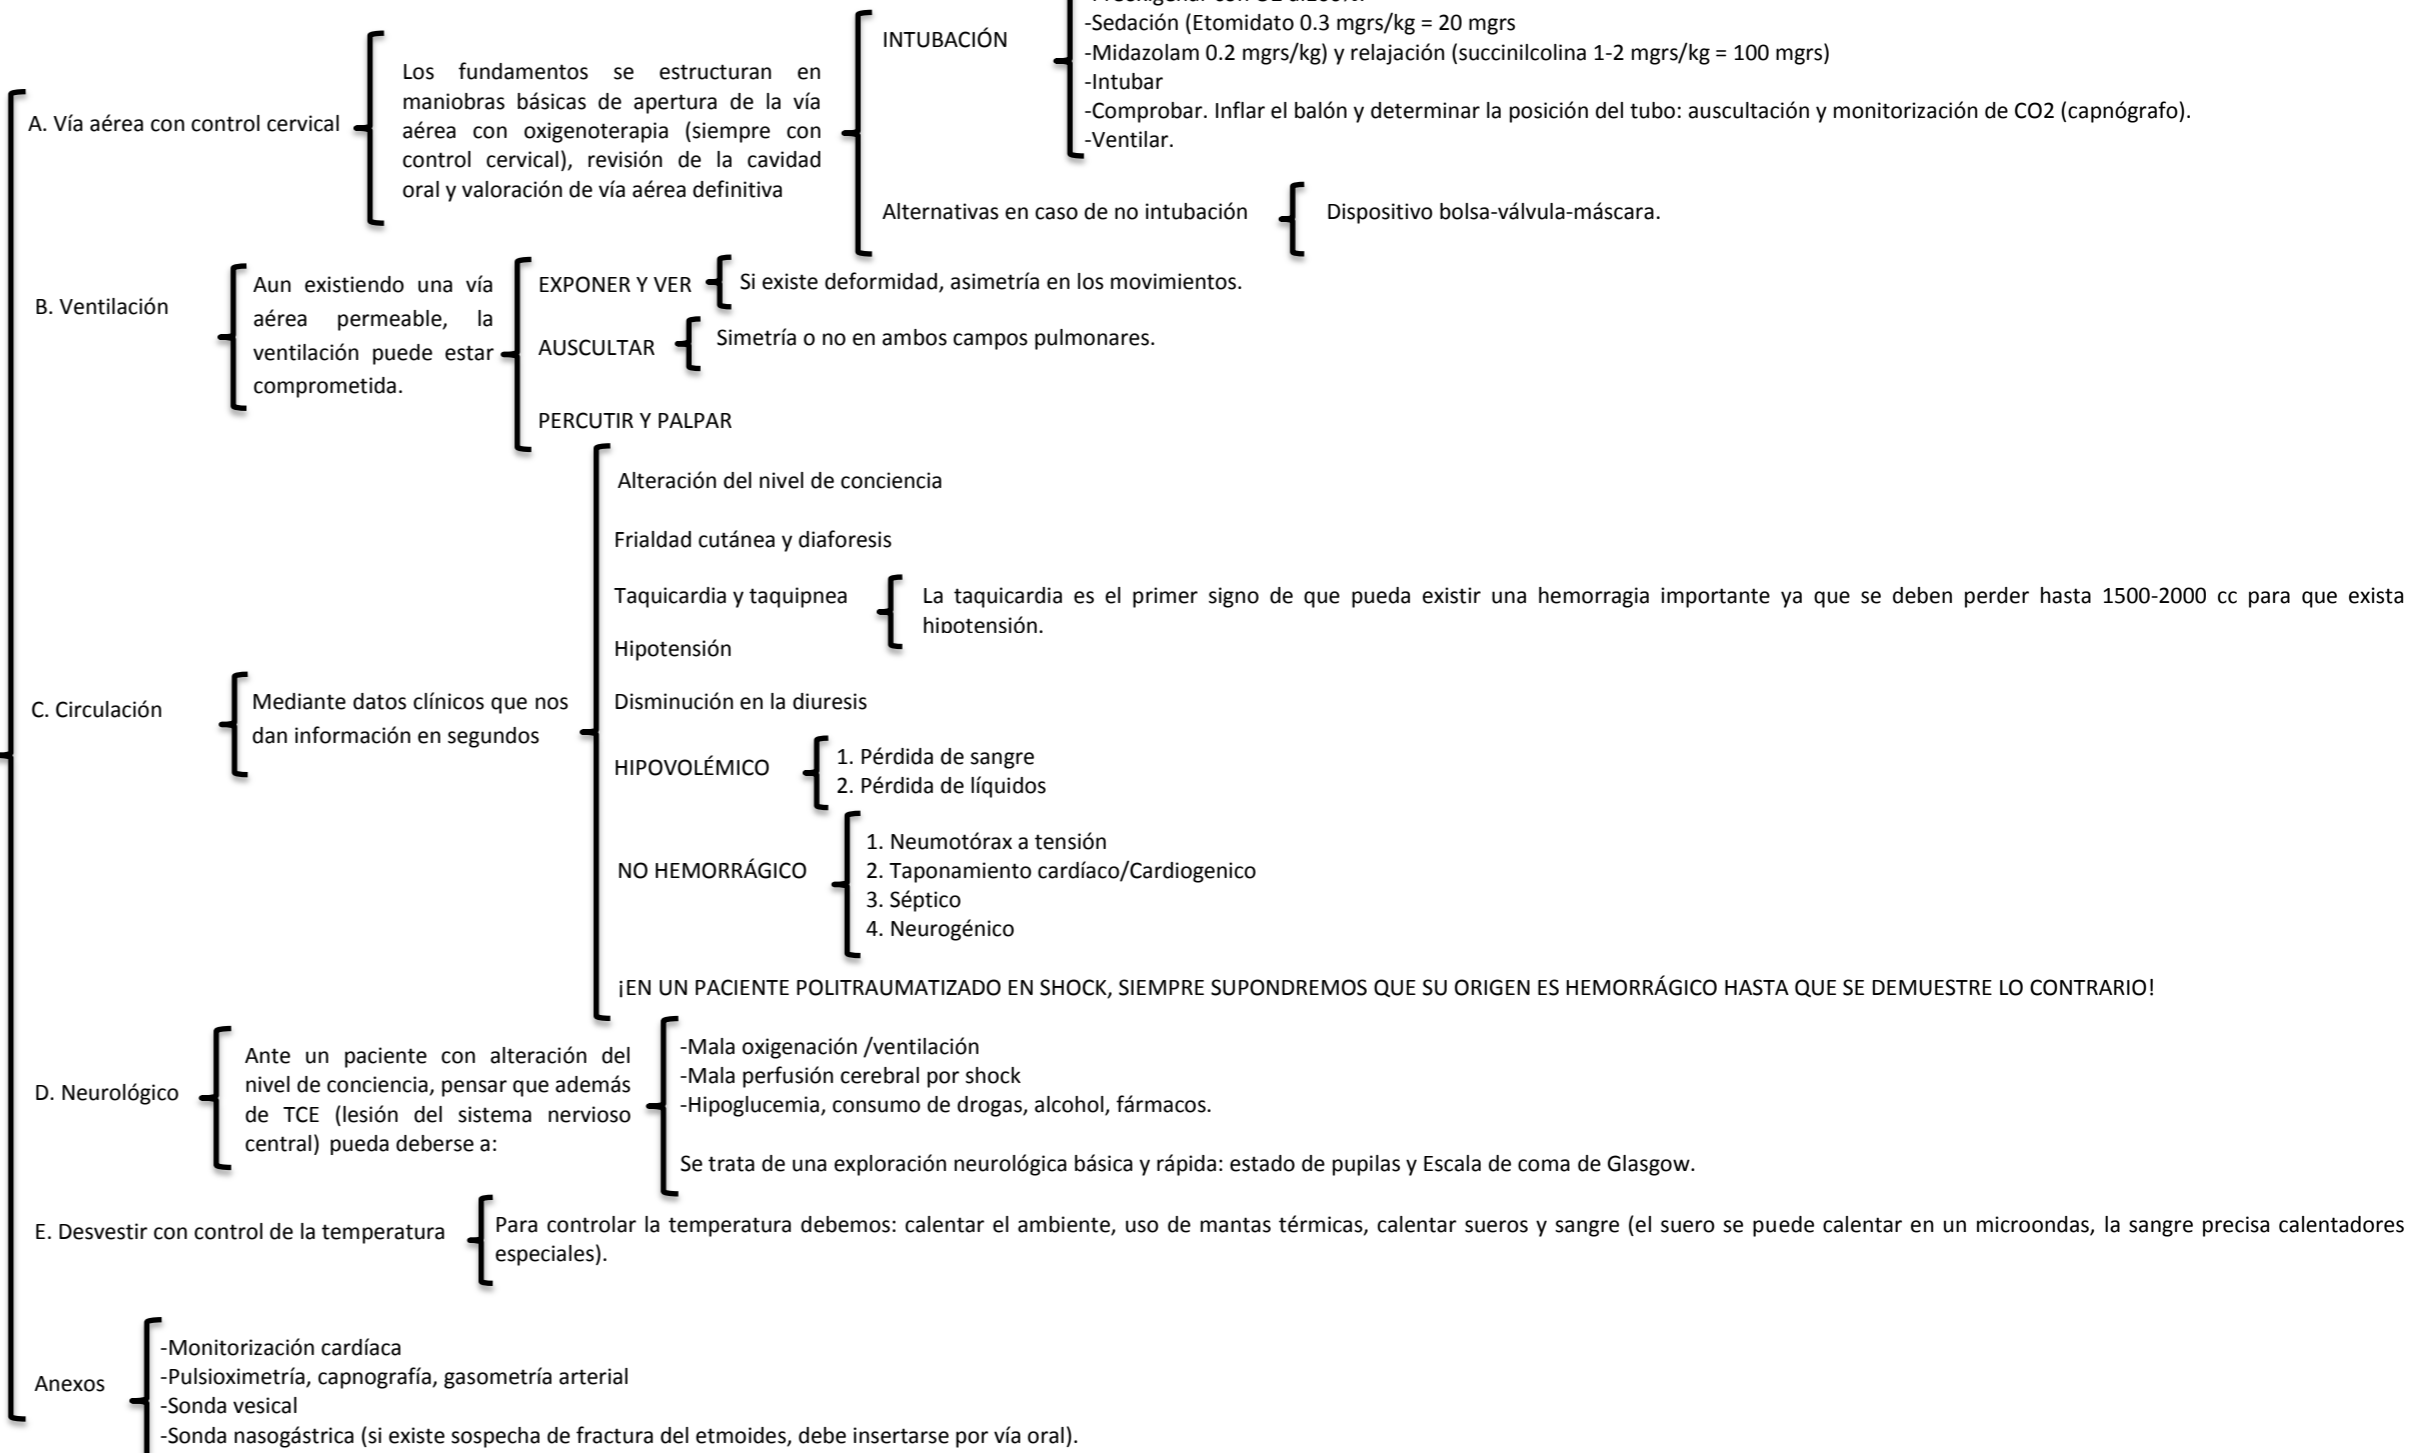 -Sedación (Etomidato 0.3 mgrs/kg = 20 mgrs
INTUBACIÓN
-Midazolam 0.2 mgrs/kg) y relajación (succinilcolina 1-2 mgrs/kg = 100 mgrs)
-Intubar
-Comprobar. Inflar el balón y determinar la posición del tubo: auscultación y monitorización de CO2 (capnógrafo).
-Ventilar.
A. Vía aérea con control cervical
Los fundamentos se estructuran en
maniobras básicas de apertura de la vía
aérea con oxigenoterapia (siempre con
control cervical), revisión de la cavidad
oral y valoración de vía aérea definitiva
Alternativas en caso de no intubación
Dispositivo bolsa-válvula-máscara.
B. Ventilación
Aun existiendo una vía
aérea permeable, la
ventilación puede estar
comprometida.
EXPONER Y VER
Si existe deformidad, asimetría en los movimientos.
AUSCULTAR
Simetría o no en ambos campos pulmonares.
PERCUTIR Y PALPAR
C. Circulación
Mediante datos clínicos que nos
dan información en segundos
Alteración del nivel de conciencia
Frialdad cutánea y diaforesis
Taquicardia y taquipnea
La taquicardia es el primer signo de que pueda existir una hemorragia importante ya que se deben perder hasta 1500-2000 cc para que exista
hipotensión.
Hipotensión
Disminución en la diuresis
HIPOVOLÉMICO
1. Pérdida de sangre
2. Pérdida de líquidos
NO HEMORRÁGICO
1. Neumotórax a tensión
2. Taponamiento cardíaco/Cardiogenico
3. Séptico
4. Neurogénico
¡EN UN PACIENTE POLITRAUMATIZADO EN SHOCK, SIEMPRE SUPONDREMOS QUE SU ORIGEN ES HEMORRÁGICO HASTA QUE SE DEMUESTRE LO CONTRARIO!
D. Neurológico
Ante un paciente con alteración del
nivel de conciencia, pensar que además
de TCE (lesión del sistema nervioso
central) pueda deberse a:
-Mala oxigenación /ventilación
-Mala perfusión cerebral por shock
-Hipoglucemia, consumo de drogas, alcohol, fármacos.
Se trata de una exploración neurológica básica y rápida: estado de pupilas y Escala de coma de Glasgow.
E. Desvestir con control de la temperatura
Para controlar la temperatura debemos: calentar el ambiente, uso de mantas térmicas, calentar sueros y sangre (el suero se puede calentar en un microondas, la sangre precisa calentadores
especiales).
Anexos
-Monitorización cardíaca
-Pulsioximetría, capnografía, gasometría arterial
-Sonda vesical
-Sonda nasogástrica (si existe sospecha de fractura del etmoides, debe insertarse por vía oral).